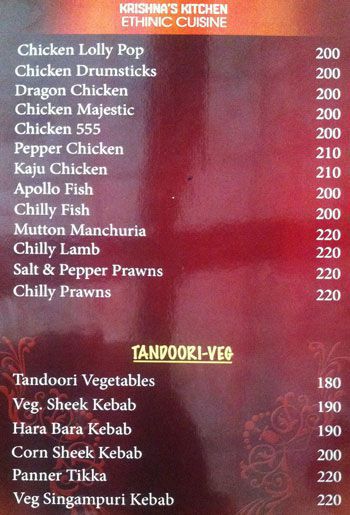 KRISHNA'S KITCHEN
ETHINIC CUISINE
Chicken Lolly Pop 200
Chicken Drumsticks 200
Dragon Chicken 200
Chicken Majestic 200
Chicken 555 200
Pepper Chicken 210
Kaju Chicken 210
Apollo Fish 200
Chilly Fish 200
Mutton Manchuria 220
Chilly Lamb 220
Salt & Pepper Prawns 220
Chilly Prawns 220
TANDOORI-VEG
Tandoori Vegetables 180
Veg. Sheek Kebab 190
Hara Bara Kebab 190
Corn Sheek Kebab 200
Panner Tikka 220
Veg Singampuri Kebab 220